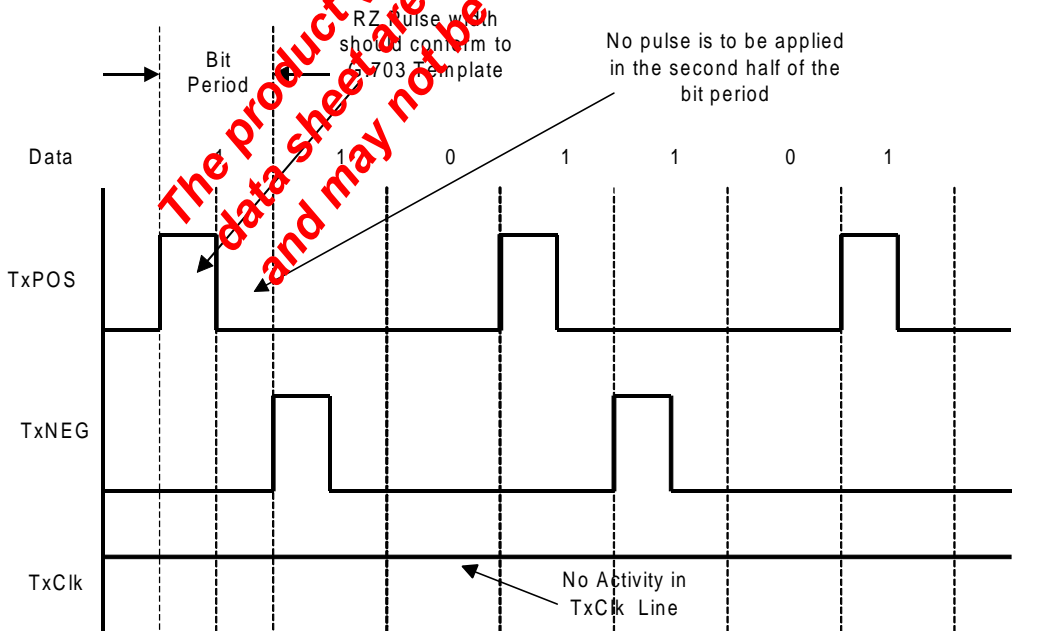 RZ Pulse width
should conform to
G.703 Template
Bit
Period
No pulse is to be applied
in the second half of the
bit period
The product
data sheet are
and may not be
Data 1 1 0 1 1 0 1
TxPOS
TxNEG
TxClk
No Activity in
TxClk Line